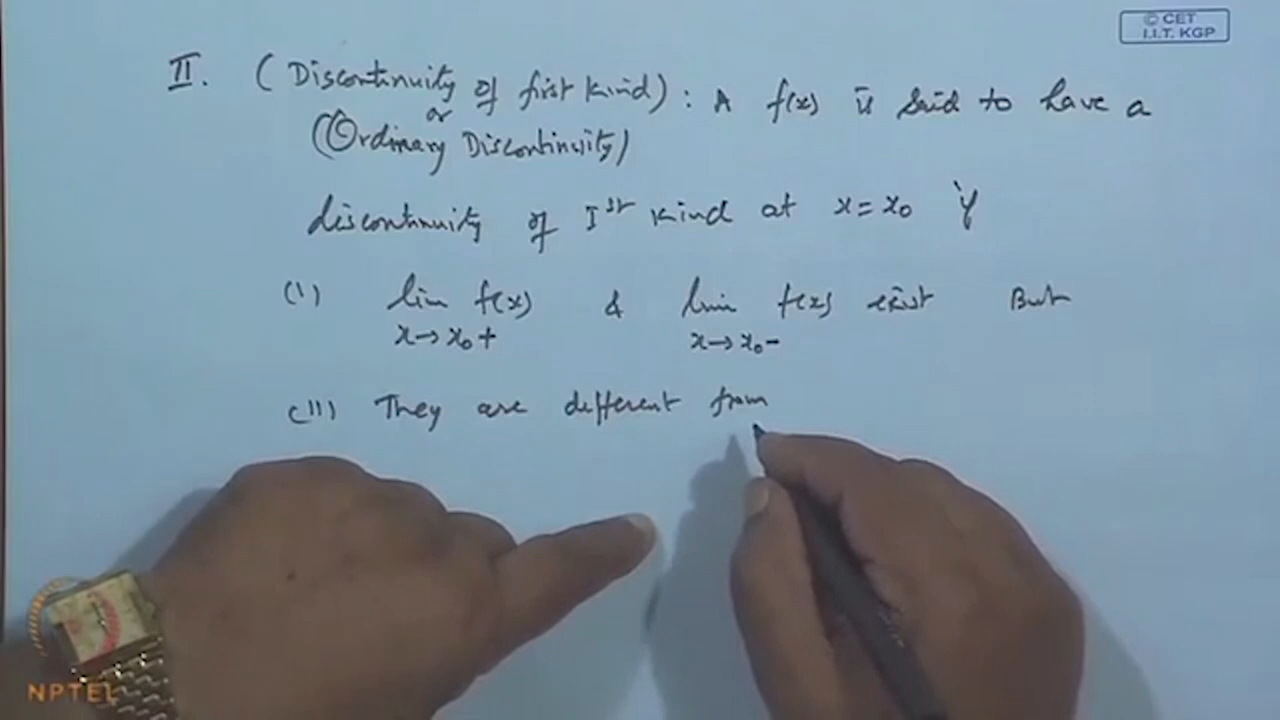 © CET
I.I.T. KGP
II. (Discontinuity of first kind) : A f(x) is said to have a
or
(Ordinary Discontinuity)
discontinuity of Ist kind at x = x₀ if
(I) lim f(x) & lim f(x) exist But
x→x₀+ x→x₀-
(II) They are different from
NPTEL